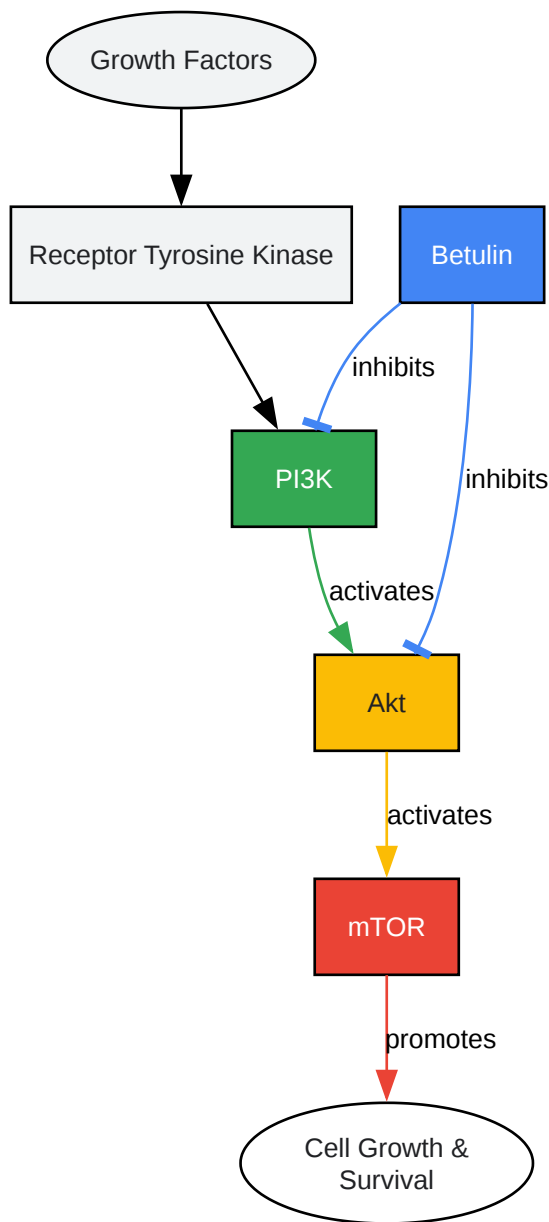 Growth Factors
Receptor Tyrosine Kinase
Betulin
inhibits
PI3K
inhibits
activates
Akt
activates
mTOR
promotes
Cell Growth &
Survival